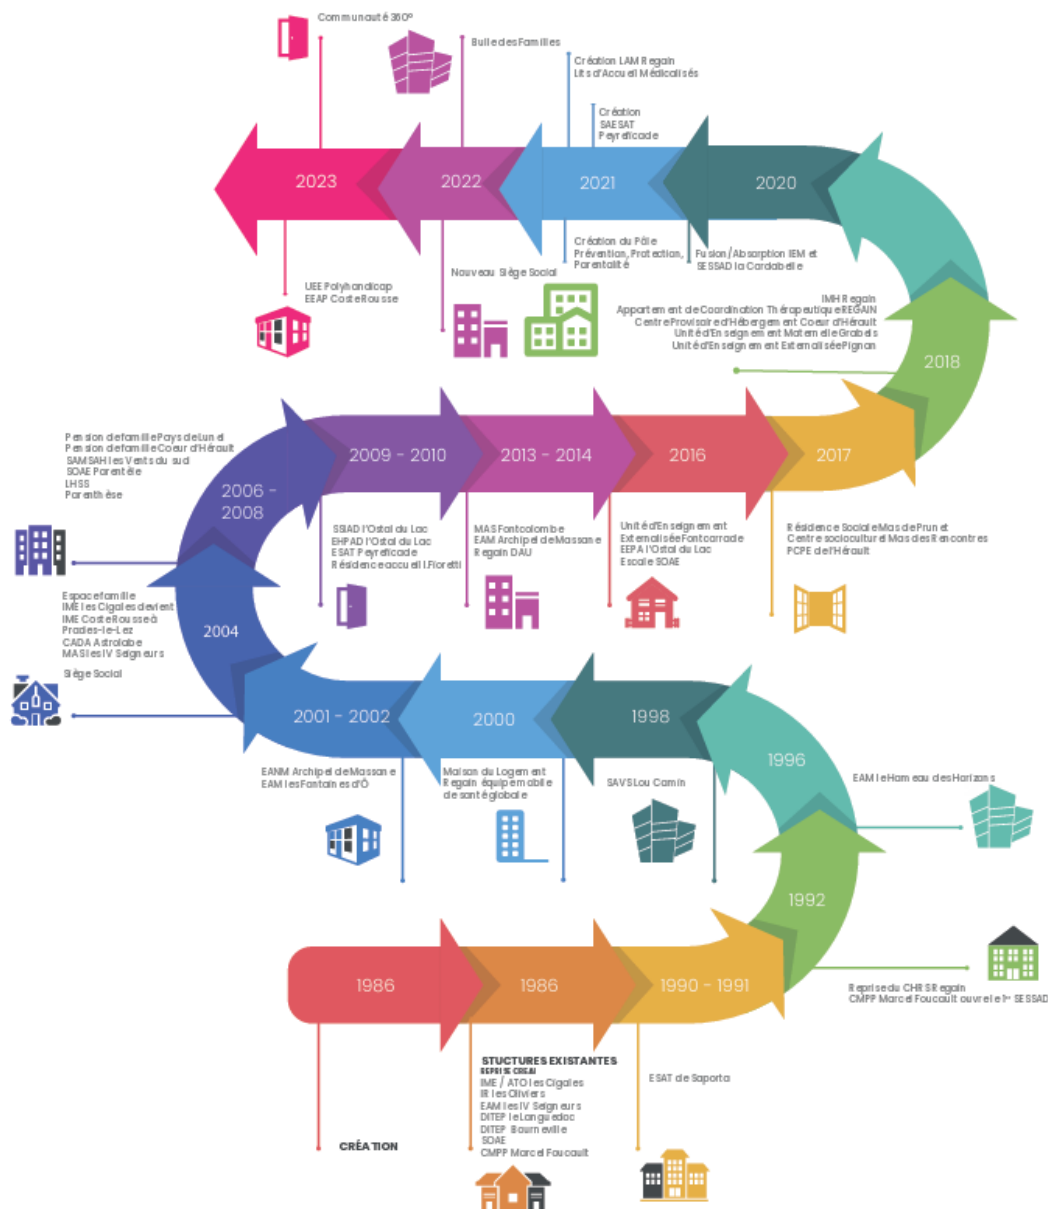 Communauté 360°
Bulle des Familles
Création LAM Regain
Lits d'Accueil Médicalisés
Création
SAESAT
Peyreficade
2023
2022
2021
2020
Création du Pôle
Prévention, Protection,
Parentalité
Fusion/Absorption IEM et
SESSAD la Cardabelle
Nouveau Siège Social
UEE Polyhandicap
EEAP Coste Rousse
IMH Regain
Appartement de Coordination Thérapeutique REGAIN
Centre Provisoire d'Hébergement Coeur d'Hérault
Unité d'Enseignement Maternelle Grabels
Unité d'Enseignement Externalisée Pignan
2018
Pension de famille Pays de Lunel
Pension de famille Coeur d'Hérault
SAMSAH les Vents du sud
SOAE Parentèle
LHSS
Parenthèse
2006 -
2008
2009 - 2010
2013 - 2014
2016
2017
SSIAD l'Ostal du Lac
EHPAD l'Ostal du Lac
ESAT Peyreficade
Résidence accueil I.Fioretti
MAS Fontcolombe
EAM Archipel de Massane
Regain DAU
Unité d'Enseignement
Externalisée Fontcarrade
EEPA l'Ostal du Lac
Escale SOAE
Résidence Sociale Mas de Prunet
Centre socioculturel Mas des Rencontres
PCPE de l'Hérault
Espace famille
IME les Cigales devient
IME Coste Rousse à
Prades-le-Lez
CADA Astrolabe
MAS les IV Seigneurs
Siège Social
2004
2001 - 2002
2000
1998
1996
EANM Archipel de Massane
EAM les Fontaines d'Ô
Maison du Logement
Regain équipe mobile
de santé globale
SAVS Lou Camin
EAM le Hameau des Horizons
1992
Reprise du CHRS Regain
CMPP Marcel Foucault ouvre le 1er SESSAD
1986
1986
1990 - 1991
CRÉATION
STUCTURES EXISTANTES
REPRISE CREAI
IME / ATO les Cigales
IR les Oliviers
EAM les IV Seigneurs
DITEP le Languedoc
DITEP Bourneville
SOAE
CMPP Marcel Foucault
ESAT de Saporta